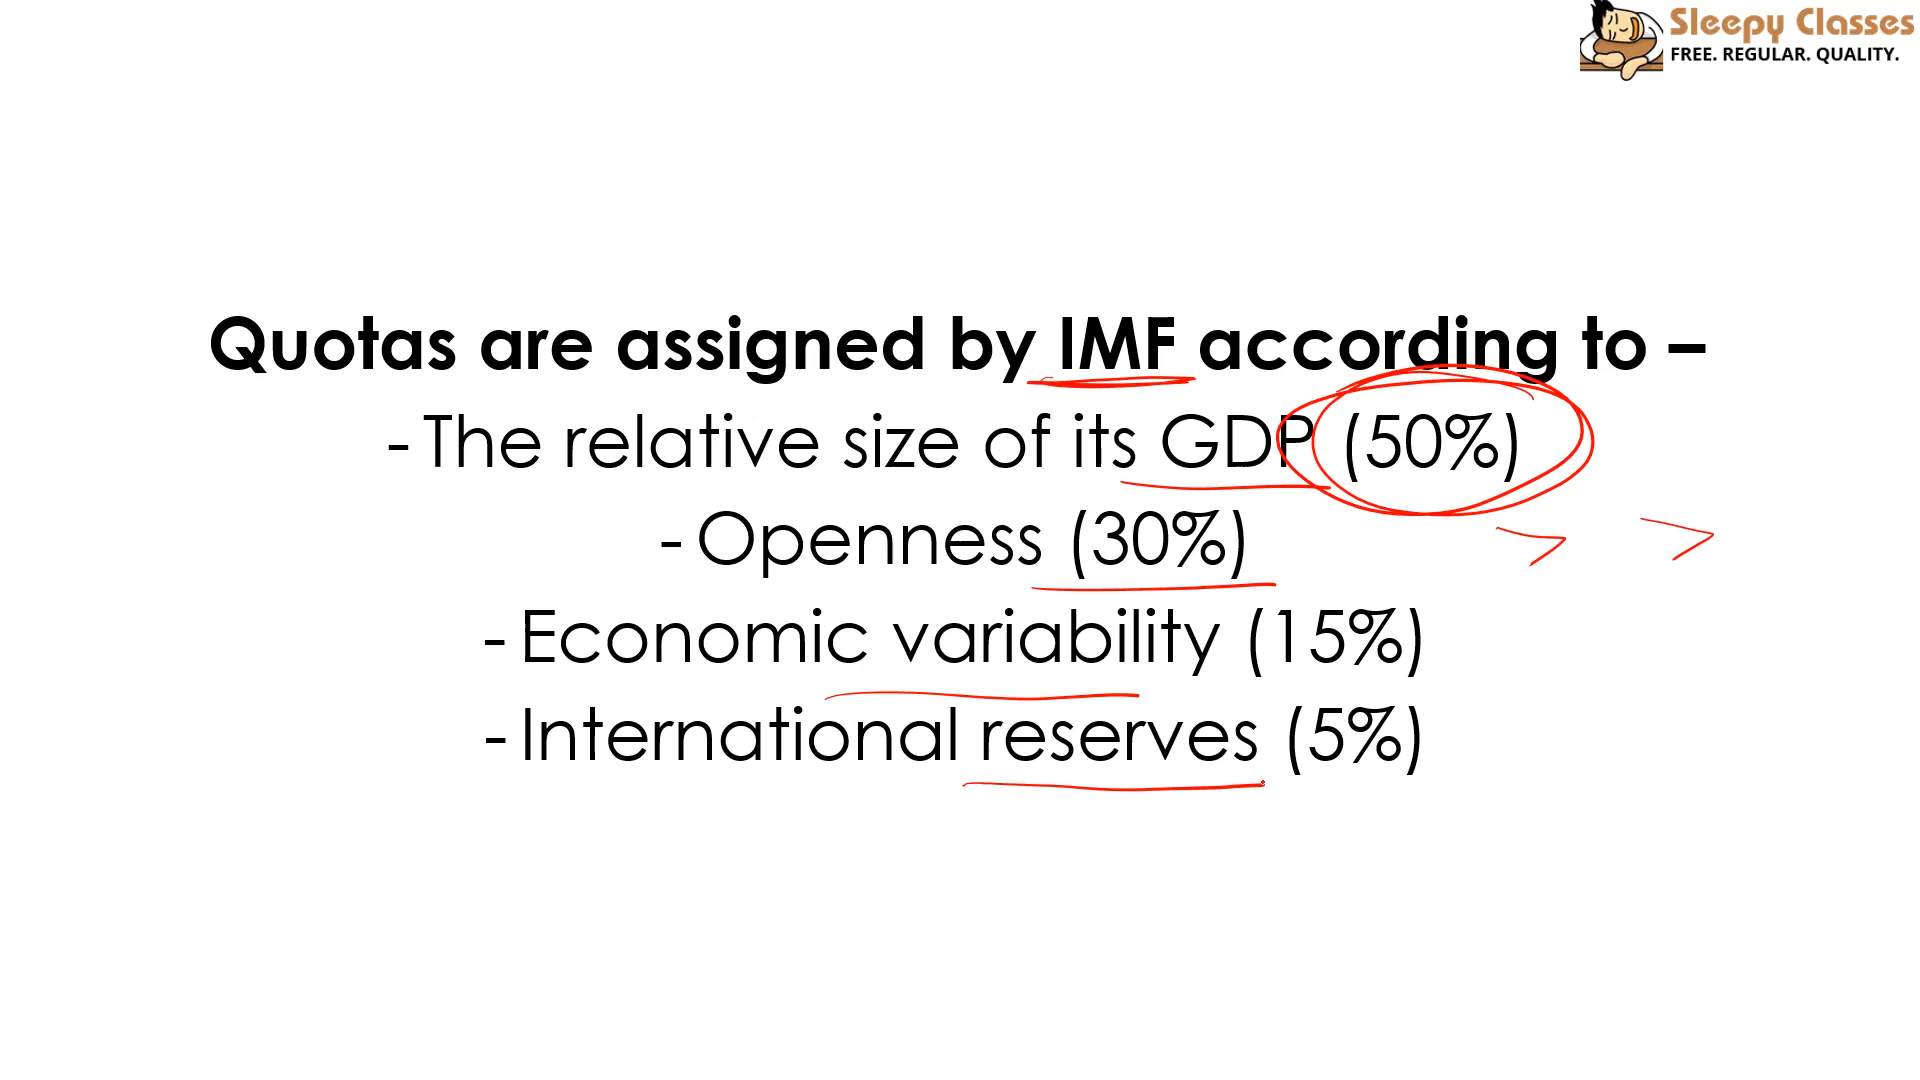 Sleepy Classes
FREE. REGULAR. QUALITY.
Quotas are assigned by IMF according to –
- The relative size of its GDP (50%)
- Openness (30%)
- Economic variability (15%)
- International reserves (5%)